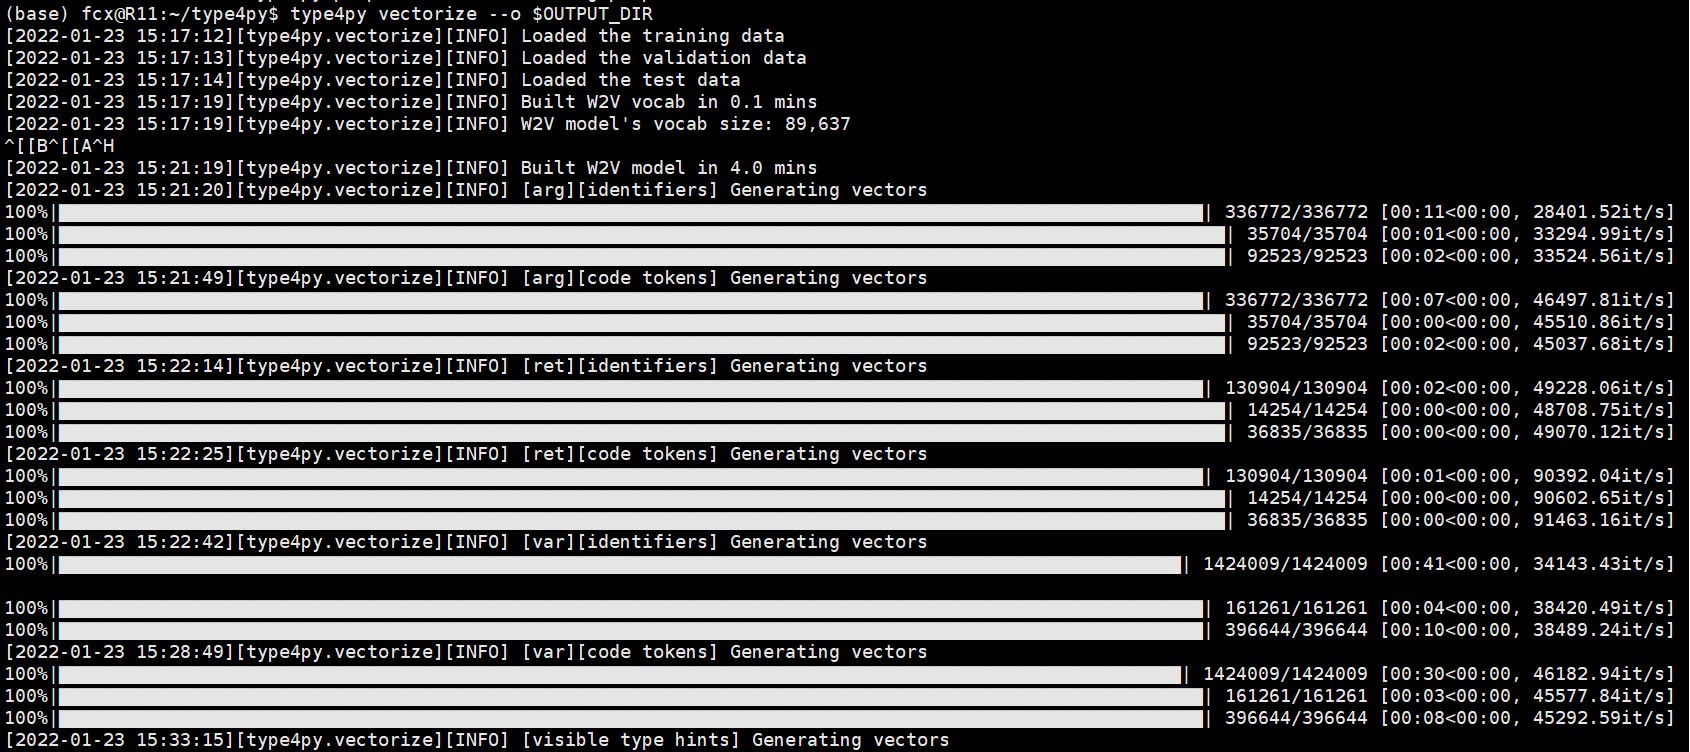 (base) fcx@R11:~/type4py$ type4py vectorize --o $OUTPUT_DIR
[2022-01-23 15:17:12][type4py.vectorize][INFO] Loaded the training data
[2022-01-23 15:17:13][type4py.vectorize][INFO] Loaded the validation data
[2022-01-23 15:17:14][type4py.vectorize][INFO] Loaded the test data
[2022-01-23 15:17:19][type4py.vectorize][INFO] Built W2V vocab in 0.1 mins
[2022-01-23 15:17:19][type4py.vectorize][INFO] W2V model's vocab size: 89,637
^[[B^[[A^H
[2022-01-23 15:21:19][type4py.vectorize][INFO] Built W2V model in 4.0 mins
[2022-01-23 15:21:20][type4py.vectorize][INFO] [arg][identifiers] Generating vectors
100%| | 336772/336772 [00:11<00:00, 28401.52it/s]
100%| | 35704/35704 [00:01<00:00, 33294.99it/s]
100%| | 92523/92523 [00:02<00:00, 33524.56it/s]
[2022-01-23 15:21:49][type4py.vectorize][INFO] [arg][code tokens] Generating vectors
100%| | 336772/336772 [00:07<00:00, 46497.81it/s]
100%| | 35704/35704 [00:00<00:00, 45510.86it/s]
100%| | 92523/92523 [00:02<00:00, 45037.68it/s]
[2022-01-23 15:22:14][type4py.vectorize][INFO] [ret][identifiers] Generating vectors
100%| | 130904/130904 [00:02<00:00, 49228.06it/s]
100%| | 14254/14254 [00:00<00:00, 48708.75it/s]
100%| | 36835/36835 [00:00<00:00, 49070.12it/s]
[2022-01-23 15:22:25][type4py.vectorize][INFO] [ret][code tokens] Generating vectors
100%| | 130904/130904 [00:01<00:00, 90392.04it/s]
100%| | 14254/14254 [00:00<00:00, 90602.65it/s]
100%| | 36835/36835 [00:00<00:00, 91463.16it/s]
[2022-01-23 15:22:42][type4py.vectorize][INFO] [var][identifiers] Generating vectors
100%| | 1424009/1424009 [00:41<00:00, 34143.43it/s]
100%| | 161261/161261 [00:04<00:00, 38420.49it/s]
100%| | 396644/396644 [00:10<00:00, 38489.24it/s]
[2022-01-23 15:28:49][type4py.vectorize][INFO] [var][code tokens] Generating vectors
100%| | 1424009/1424009 [00:30<00:00, 46182.94it/s]
100%| | 161261/161261 [00:03<00:00, 45577.84it/s]
100%| | 396644/396644 [00:08<00:00, 45292.59it/s]
[2022-01-23 15:33:15][type4py.vectorize][INFO] [visible type hints] Generating vectors